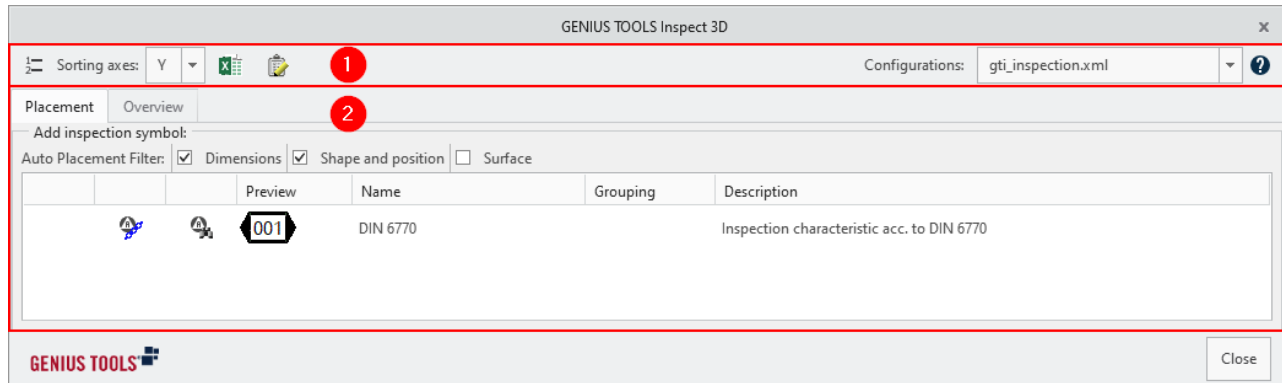 GENIUS TOOLS Inspect 3D x
Sorting axes: Y 1 Configurations: gti_inspection.xml ?
Placement Overview 2
Add inspection symbol:
Auto Placement Filter: Dimensions Shape and position Surface
Preview Name Grouping Description
001 DIN 6770 Inspection characteristic acc. to DIN 6770
GENIUS TOOLS Close